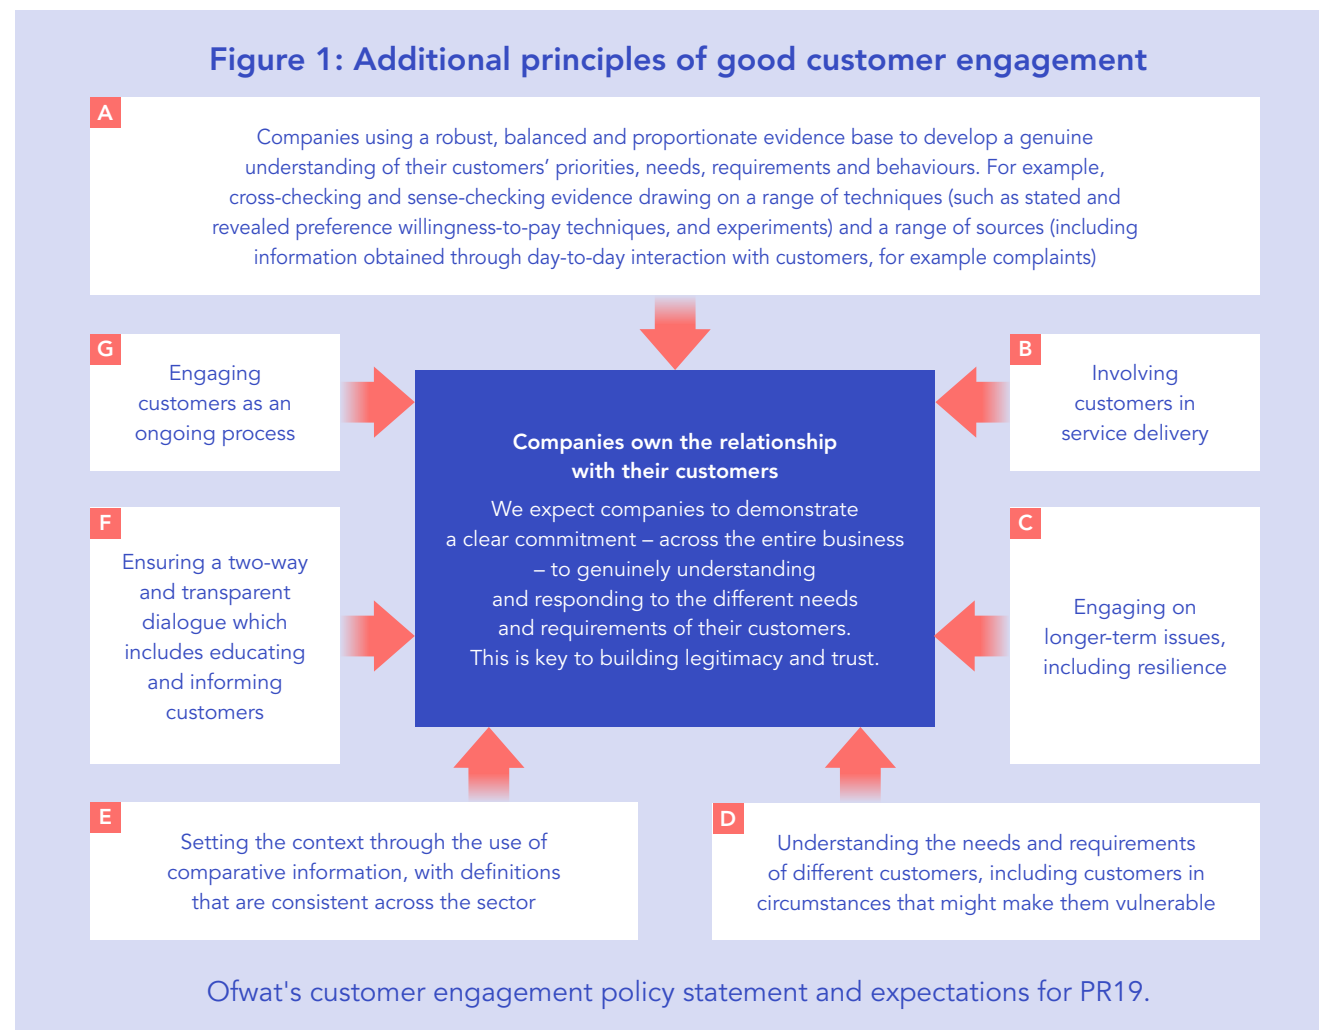 Figure 1: Additional principles of good customer engagement
A
Companies using a robust, balanced and proportionate evidence base to develop a genuine
understanding of their customers’ priorities, needs, requirements and behaviours. For example,
cross-checking and sense-checking evidence drawing on a range of techniques (such as stated and
revealed preference willingness-to-pay techniques, and experiments) and a range of sources (including
information obtained through day-to-day interaction with customers, for example complaints)
G
Engaging
customers as an
ongoing process
B
Involving
customers in
service delivery
Companies own the relationship
with their customers
We expect companies to demonstrate
a clear commitment – across the entire business
– to genuinely understanding
and responding to the different needs
and requirements of their customers.
This is key to building legitimacy and trust.
F
Ensuring a two-way
and transparent
dialogue which
includes educating
and informing
customers
C
Engaging on
longer-term issues,
including resilience
E
Setting the context through the use of
comparative information, with definitions
that are consistent across the sector
D
Understanding the needs and requirements
of different customers, including customers in
circumstances that might make them vulnerable
Ofwat's customer engagement policy statement and expectations for PR19.